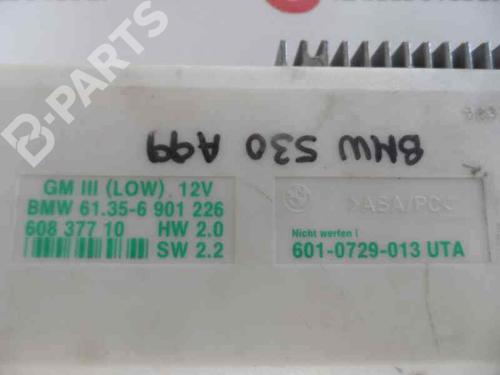 B-PARTS
BMW 530 A99
GM III (LOW) 12V
BMW 61.35-6 901 226
608 377 10 HW 2.0
SW 2.2
>ABA/PC<
Nicht werfen !
601-0729-013 UTA